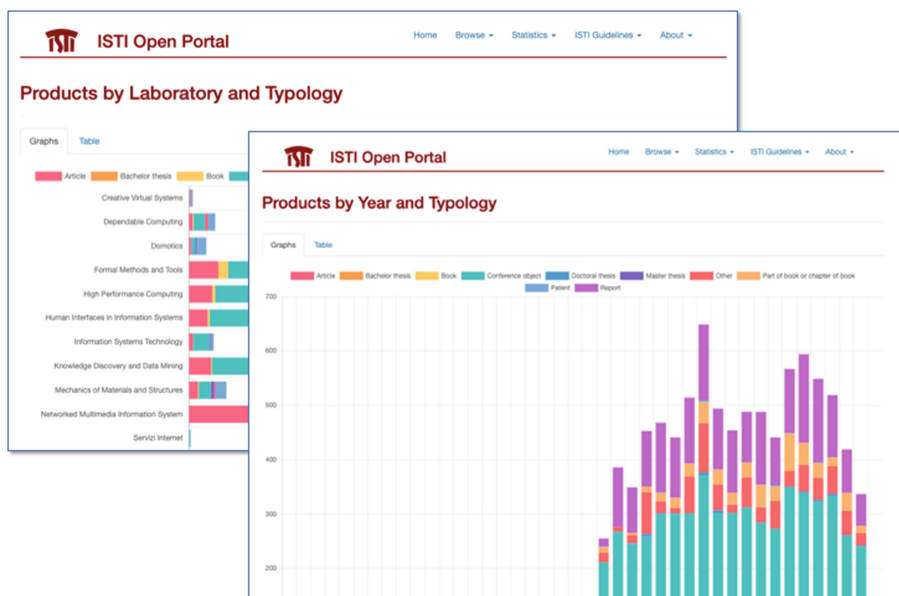 ISTI ISTI Open Portal
Home Browse Statistics ISTI Guidelines About
Products by Laboratory and Typology
Graphs Table
Article Bachelor thesis Book
Creative Virtual Systems
Dependable Computing
Domotics
Formal Methods and Tools
High Performance Computing
Human Interfaces in Information Systems
Information Systems Technology
Knowledge Discovery and Data Mining
Mechanics of Materials and Structures
Networked Multimedia Information System
Servizi Internet
ISTI ISTI Open Portal
Home Browse Statistics ISTI Guidelines About
Products by Year and Typology
Graphs Table
Article Bachelor thesis Book Conference object Doctoral thesis Master thesis Other Part of book or chapter of book
Patent Report
700
600
500
400
300
200